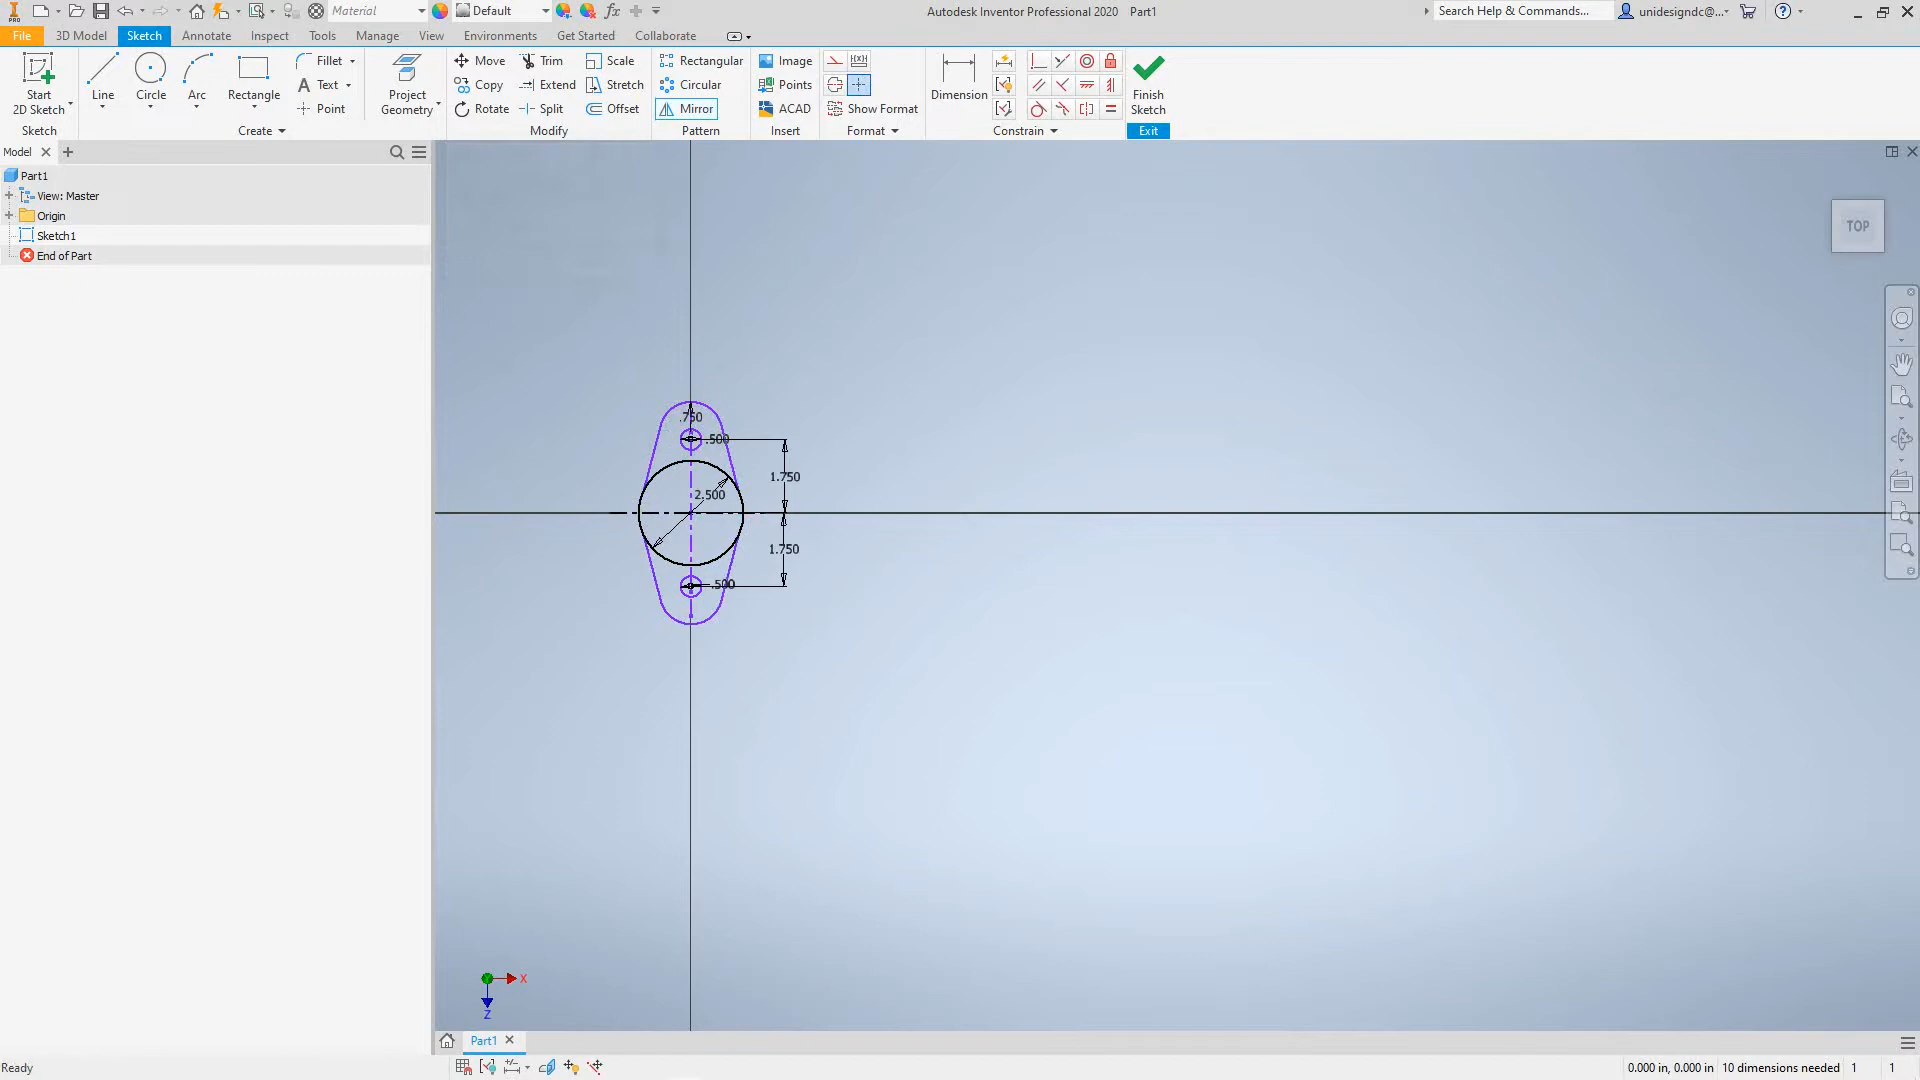 Material
Default
Autodesk Inventor Professional 2020 Part1
Search Help & Commands...
unidesigndc@...
PRO
File 3D Model Sketch Annotate Inspect Tools Manage View Environments Get Started Collaborate
Start
2D Sketch
Line
Circle
Arc
Rectangle
Fillet
Text
Point
Project
Geometry
Move
Copy
Rotate
Trim
Extend
Split
Scale
Stretch
Offset
Rectangular
Circular
Mirror
Image
Points
ACAD
Show Format
Dimension
Finish
Sketch
Sketch Create Modify Pattern Insert Format Constrain Exit
Model
Part1
View: Master
Origin
Sketch1
End of Part
TOP
.750
.500
1.750
2.500
1.750
.500
X
Z
Part1
Ready
0.000 in, 0.000 in 10 dimensions needed 1 1